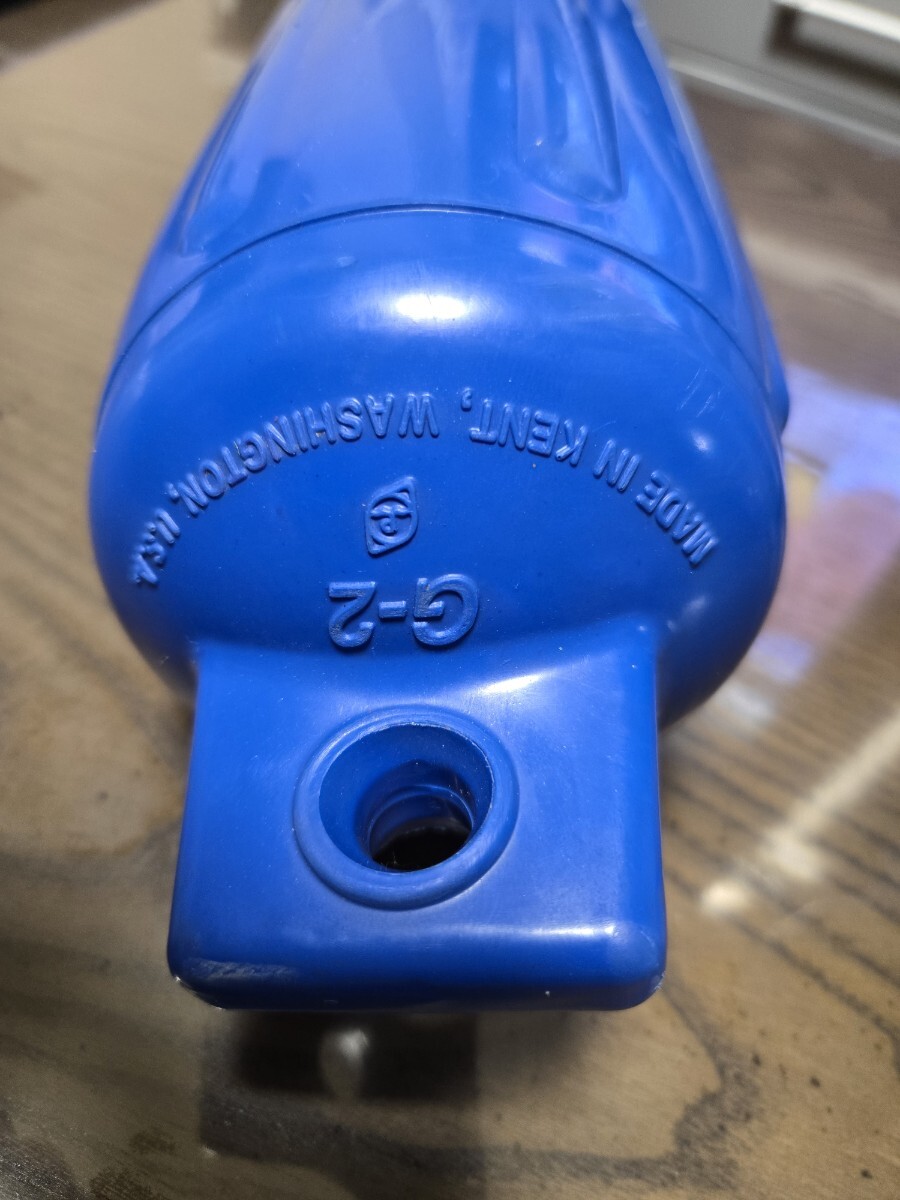 MADE IN KENT, WASHINGTON, U.S.A.
G-2